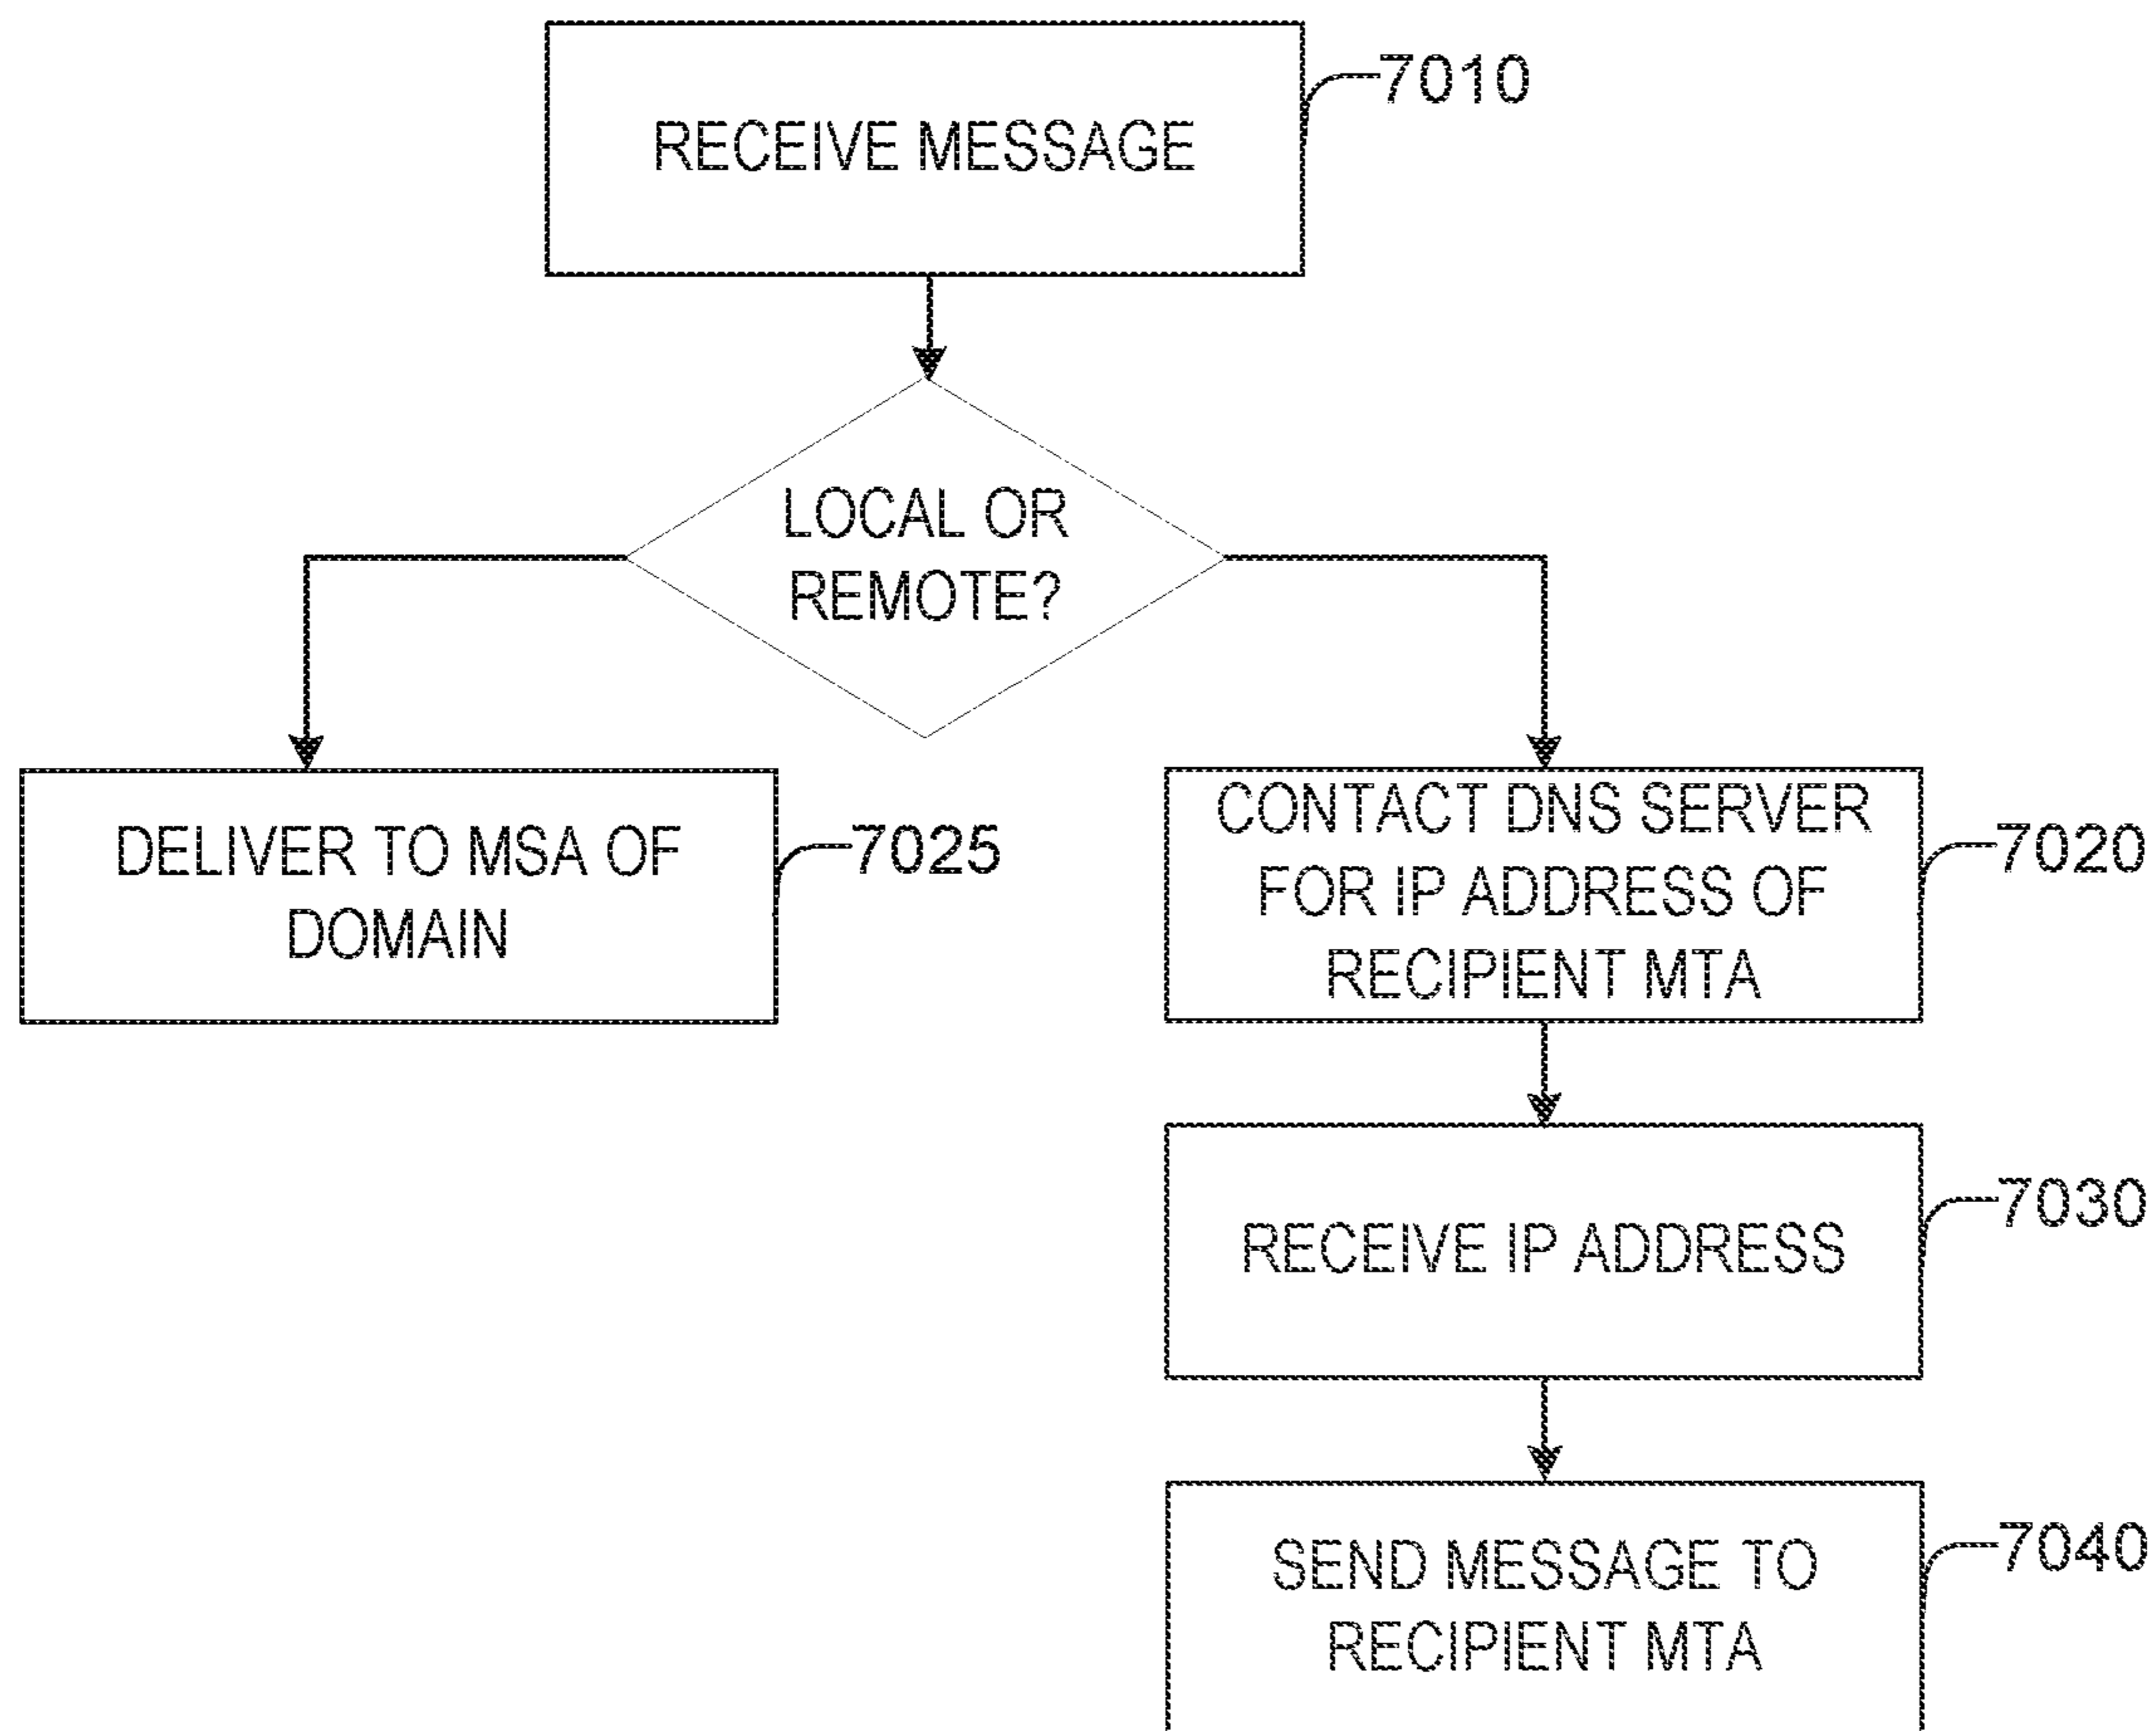 RECEIVE MESSAGE
7010
LOCAL OR
REMOTE?
DELIVER TO MSA OF
DOMAIN
7025
CONTACT DNS SERVER
FOR IP ADDRESS OF
RECIPIENT MTA
7020
RECEIVE IP ADDRESS
7030
SEND MESSAGE TO
RECIPIENT MTA
7040